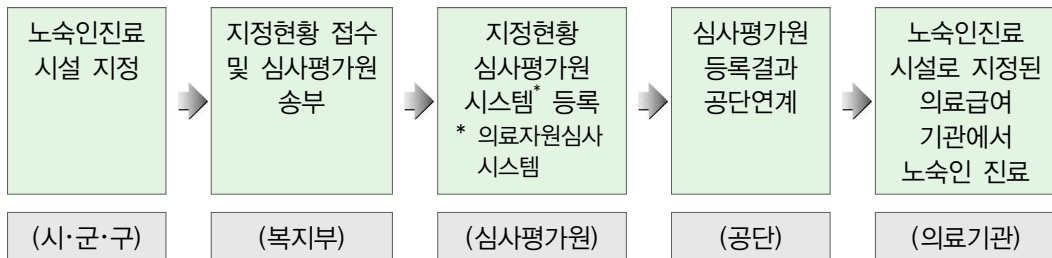 노숙인진료
시설 지정
지정현황 접수
및 심사평가원
송부
지정현황
심사평가원
시스템* 등록
* 의료자원심사
시스템
심사평가원
등록결과
공단연계
노숙인진료
시설로 지정된
의료급여
기관에서
노숙인 진료
(시·군·구)
(복지부)
(심사평가원)
(공단)
(의료기관)